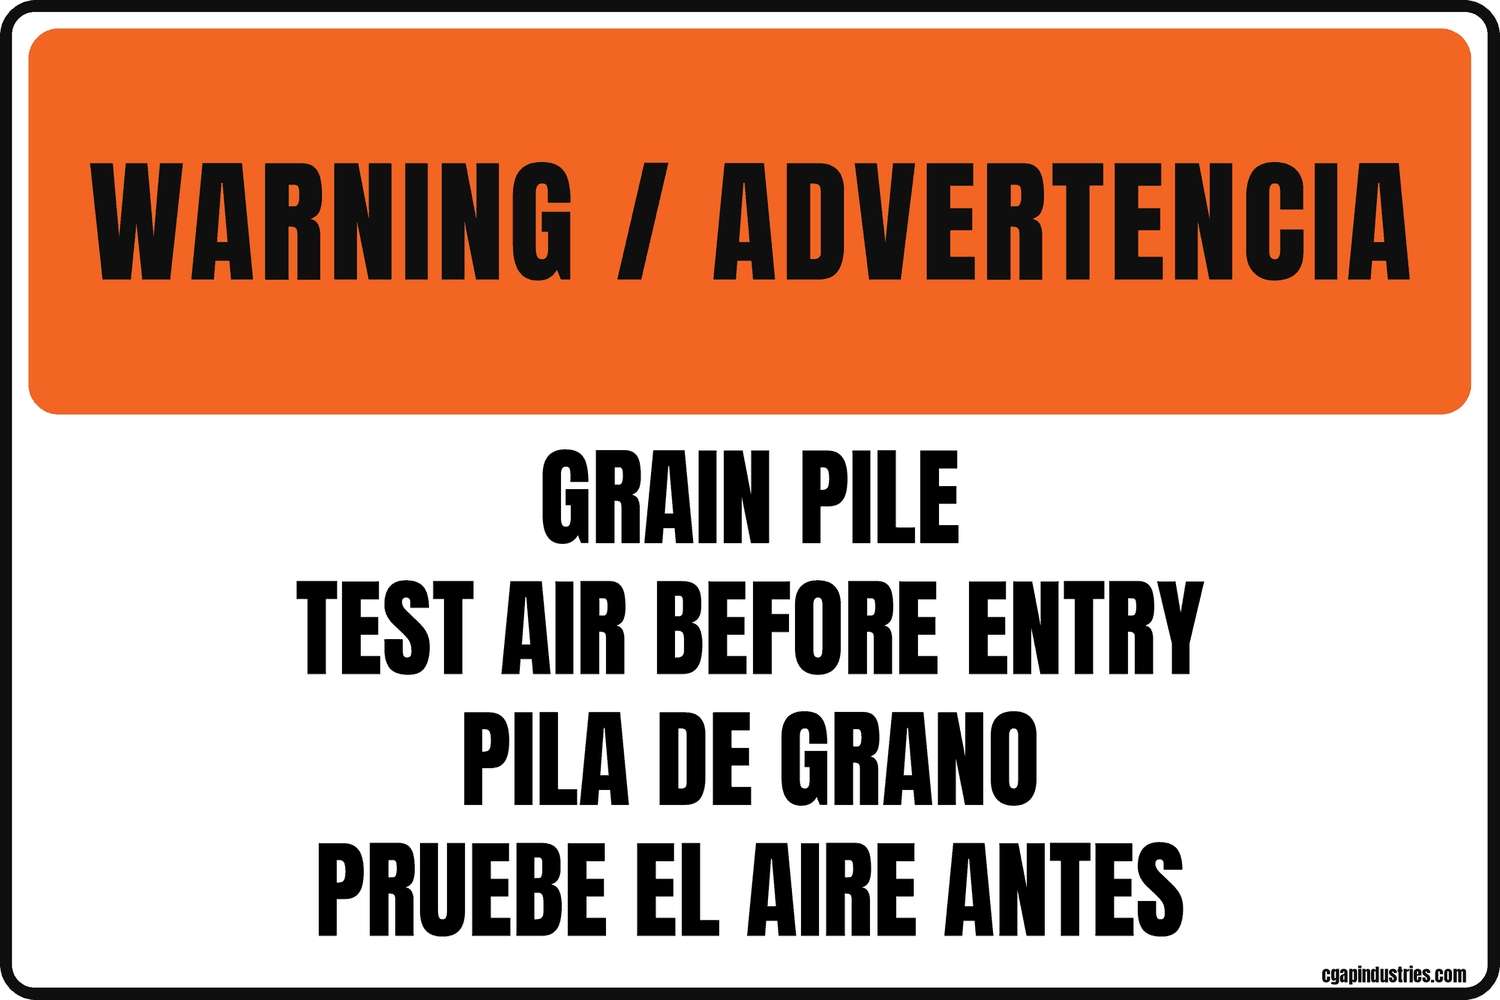 WARNING / ADVERTENCIA
GRAIN PILE
TEST AIR BEFORE ENTRY
PILA DE GRANO
PRUEBE EL AIRE ANTES
cgapindustries.com